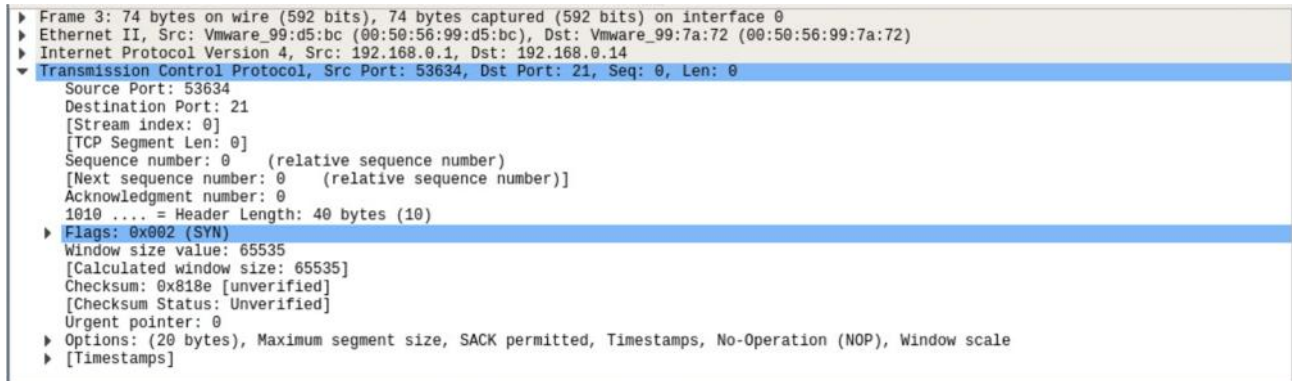 Frame 3: 74 bytes on wire (592 bits), 74 bytes captured (592 bits) on interface 0
Ethernet II, Src: Vmware_99:d5:bc (00:50:56:99:d5:bc), Dst: Vmware_99:7a:72 (00:50:56:99:7a:72)
Internet Protocol Version 4, Src: 192.168.0.1, Dst: 192.168.0.14
Transmission Control Protocol, Src Port: 53634, Dst Port: 21, Seq: 0, Len: 0
Source Port: 53634
Destination Port: 21
[Stream index: 0]
[TCP Segment Len: 0]
Sequence number: 0    (relative sequence number)
[Next sequence number: 0    (relative sequence number)]
Acknowledgment number: 0
1010 .... = Header Length: 40 bytes (10)
Flags: 0x002 (SYN)
Window size value: 65535
[Calculated window size: 65535]
Checksum: 0x818e [unverified]
[Checksum Status: Unverified]
Urgent pointer: 0
Options: (20 bytes), Maximum segment size, SACK permitted, Timestamps, No-Operation (NOP), Window scale
[Timestamps]